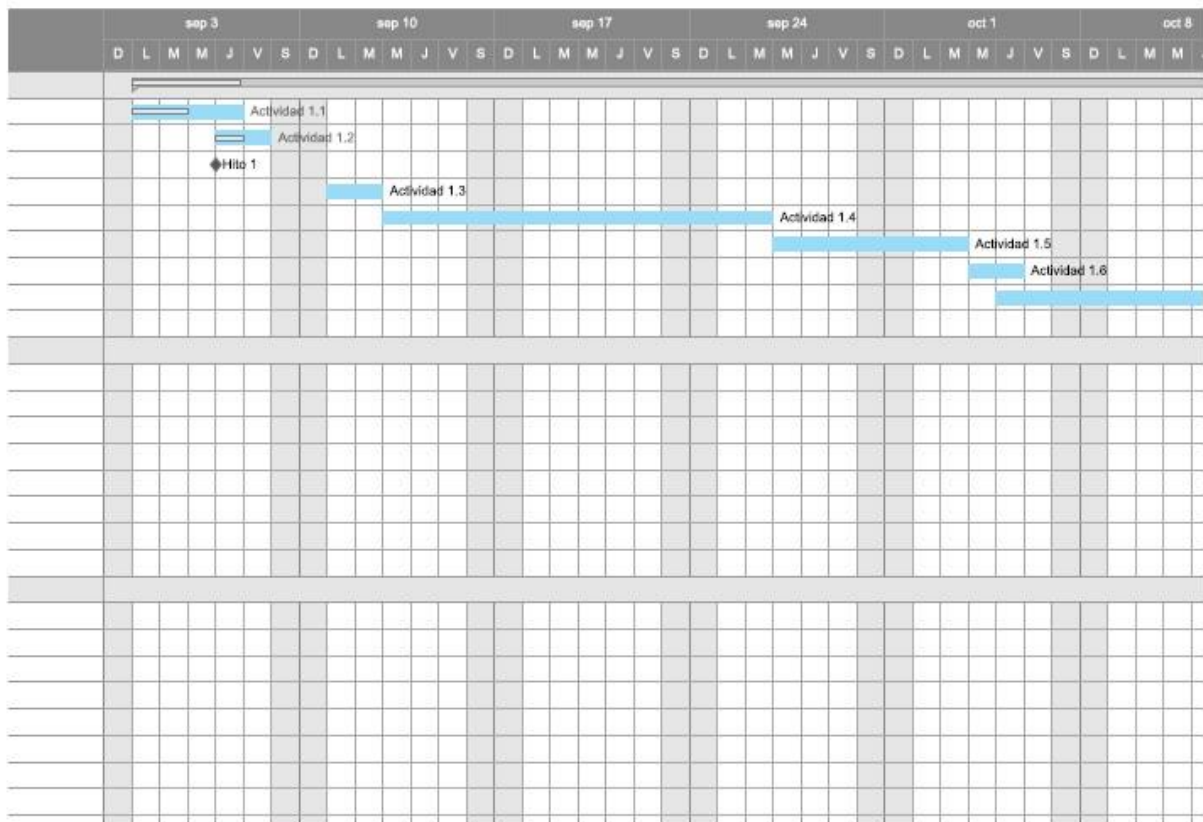 sep 3 sep 10 sep 17 sep 24 oct 1 oct 8
D L M M J V S D L M M J V S D L M M J V S D L M M J V S D L M M J V S D L M M
Actividad 1.1
Actividad 1.2
Hito 1
Actividad 1.3
Actividad 1.4
Actividad 1.5
Actividad 1.6